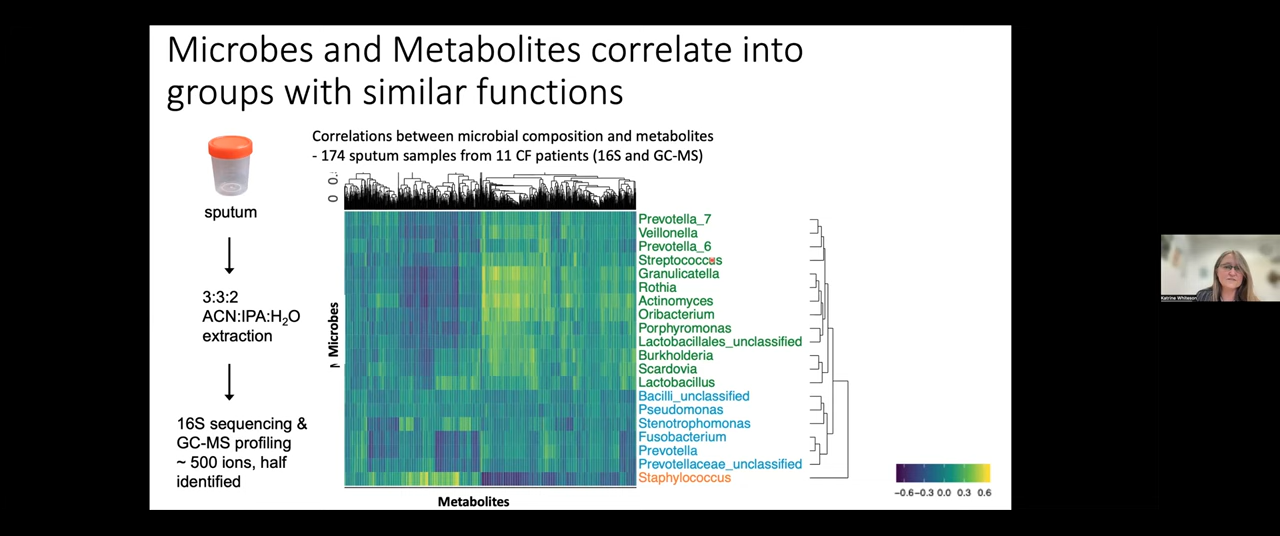 Microbes and Metabolites correlate into
groups with similar functions
Correlations between microbial composition and metabolites
- 174 sputum samples from 11 CF patients (16S and GC-MS)
sputum
3:3:2
ACN:IPA:H₂O
extraction
16S sequencing &
GC-MS profiling
~ 500 ions, half
identified
0
Microbes
Prevotella_7
Veillonella
Prevotella_6
Streptococcus
Granulicatella
Rothia
Actinomyces
Oribacterium
Porphyromonas
Lactobacillales_unclassified
Burkholderia
Scardovia
Lactobacillus
Bacilli_unclassified
Pseudomonas
Stenotrophomonas
Fusobacterium
Prevotella
Prevotellaceae_unclassified
Staphylococcus
Metabolites
-0.6 -0.3 0.0 0.3 0.6
Katrine Whiteson